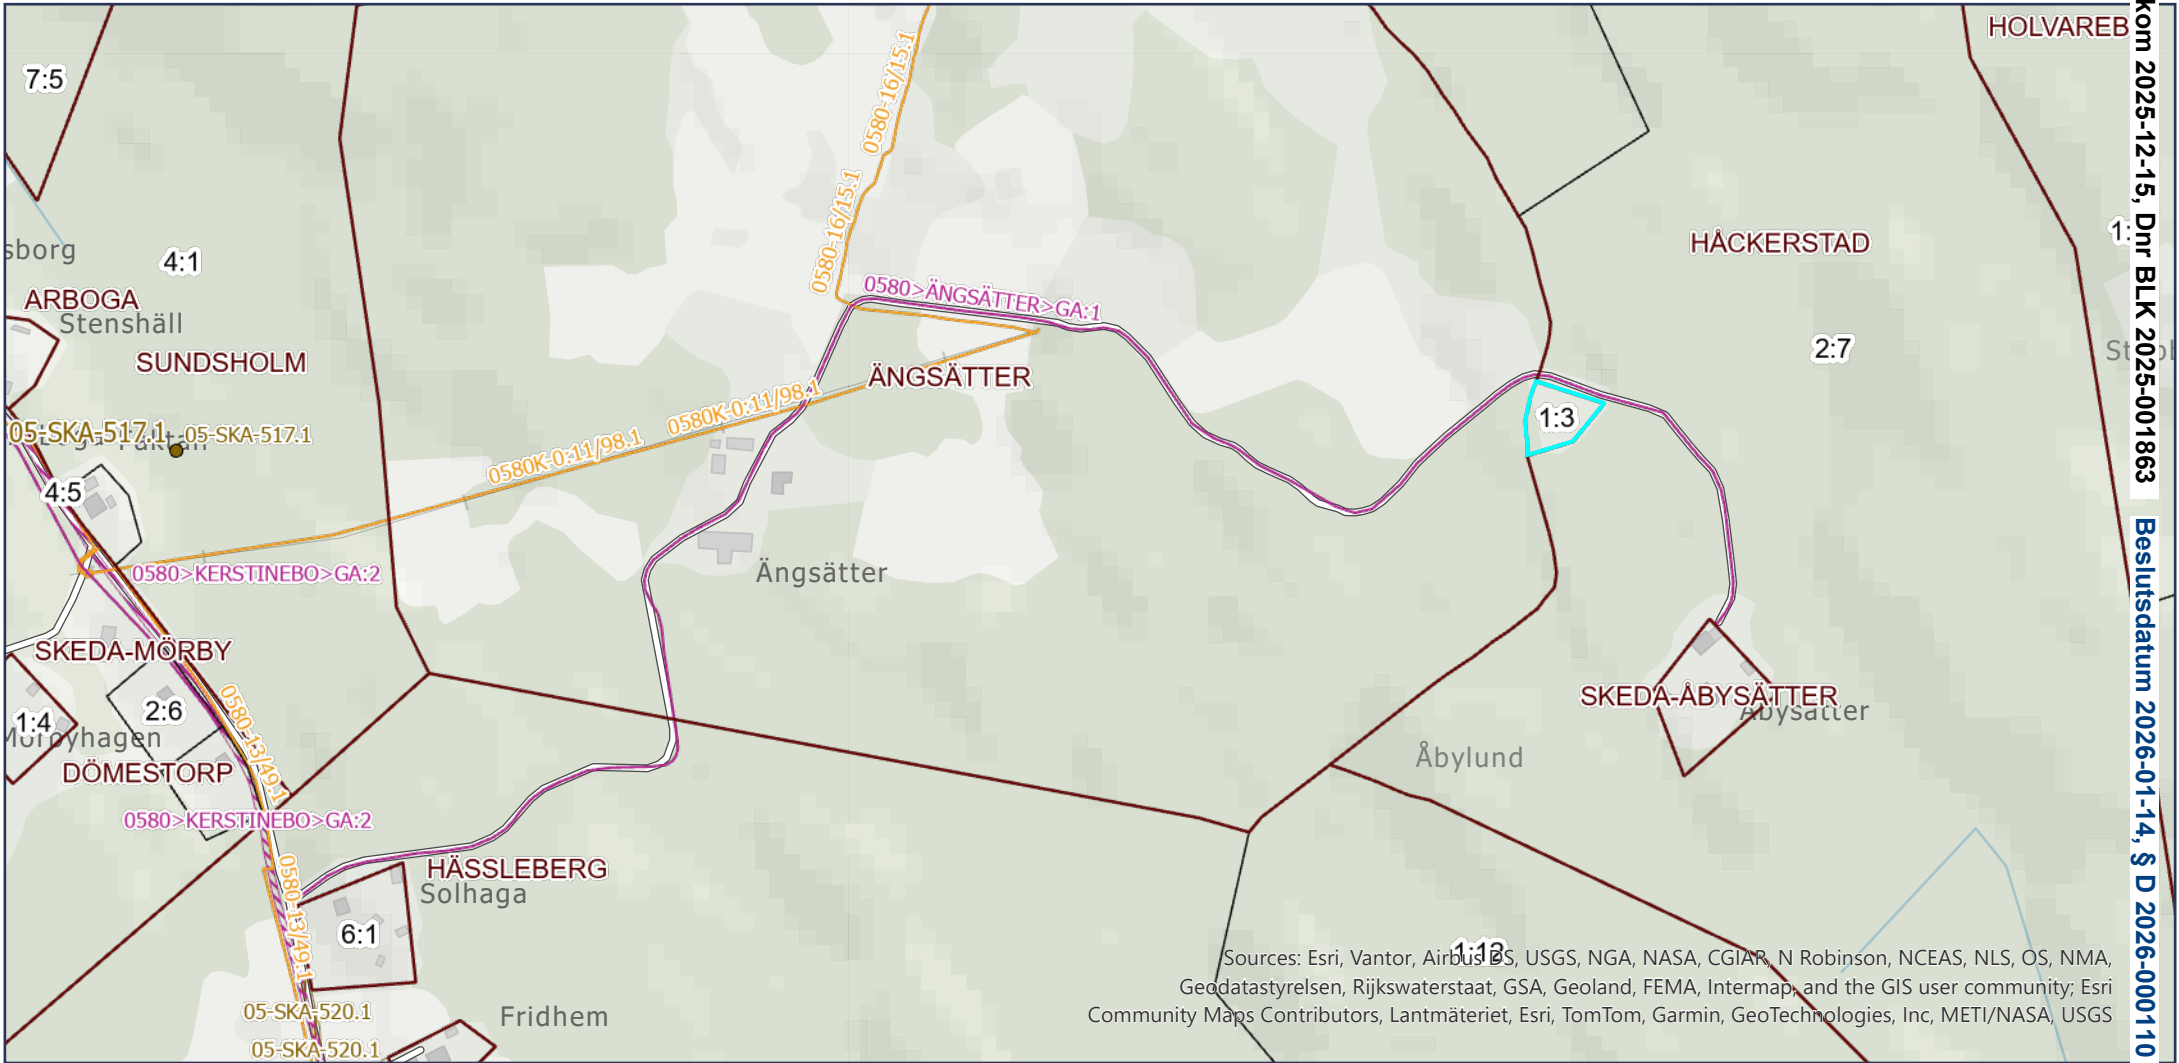 HOLVAREB
7:5
0580-16/15.1
0580-16/15.1
sborg
4:1
HÄCKERSTAD
1:
ARBOGA
Stenshäll
0580>ÄNGSÄTTER>GA:1
SUNDSHOLM
2:7
ÄNGSÄTTER
0580K-0:11/98.1
0580K-0:11/98.1
1:3
05-SKA-517.1
05-SKA-517.1
4:5
Ängsätter
0580>KERSTINEBO>GA:2
SKEDA-MÖRBY
2:6
1:4
Mörbyhagen
0580-13/49.1
DÖMESTORP
SKEDA-ÅBYSÄTTER
Åbysätter
Åbylund
0580>KERSTINEBO>GA:2
0580-13/49.1
HÄSSLEBERG
Solhaga
6:1
1:12
05-SKA-520.1
Fridhem
05-SKA-520.1
Sources: Esri, Vantor, Airbus DS, USGS, NGA, NASA, CGIAR, N Robinson, NCEAS, NLS, OS, NMA,
Geodatastyrelsen, Rijkswaterstaat, GSA, Geoland, FEMA, Intermap, and the GIS user community; Esri
Community Maps Contributors, Lantmäteriet, Esri, TomTom, Garmin, GeoTechnologies, Inc, METI/NASA, USGS
kom 2025-12-15, Dnr BLK 2025-001863
Beslutsdatum 2026-01-14, § D 2026-000110